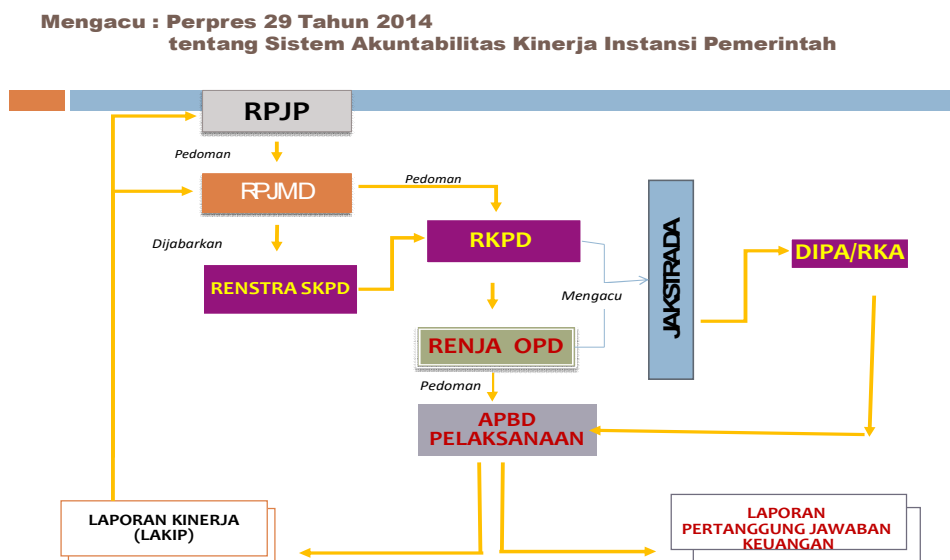 Mengacu : Perpres 29 Tahun 2014
tentang Sistem Akuntabilitas Kinerja Instansi Pemerintah
RPJP
Pedoman
RPJMD
Pedoman
Dijabarkan
RKPD
JAKSTRADA
DIPA/RKA
RENSTRA SKPD
Mengacu
RENJA OPD
Pedoman
APBD
PELAKSANAAN
LAPORAN KINERJA
(LAKIP)
LAPORAN
PERTANGGUNG JAWABAN
KEUANGAN